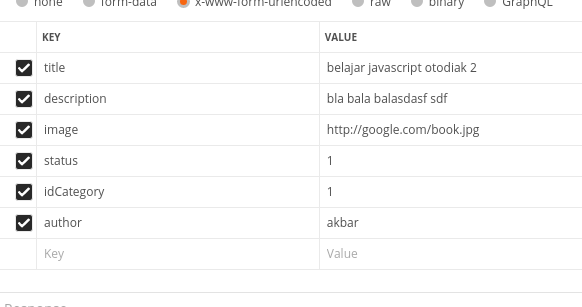 none form-data x-www-form-urlencoded raw binary GraphQL
KEY VALUE
title belajar javascript otodiak 2
description bla bala balasdasf sdf
image http://google.com/book.jpg
status 1
idCategory 1
author akbar
Key Value
Response